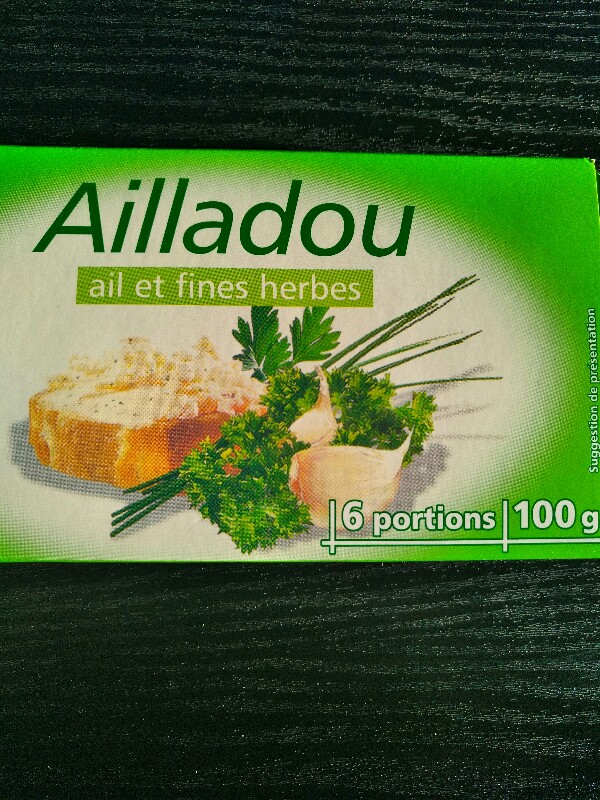 Ailladou
ail et fines herbes
6 portions 100 g
Suggestion de présentation